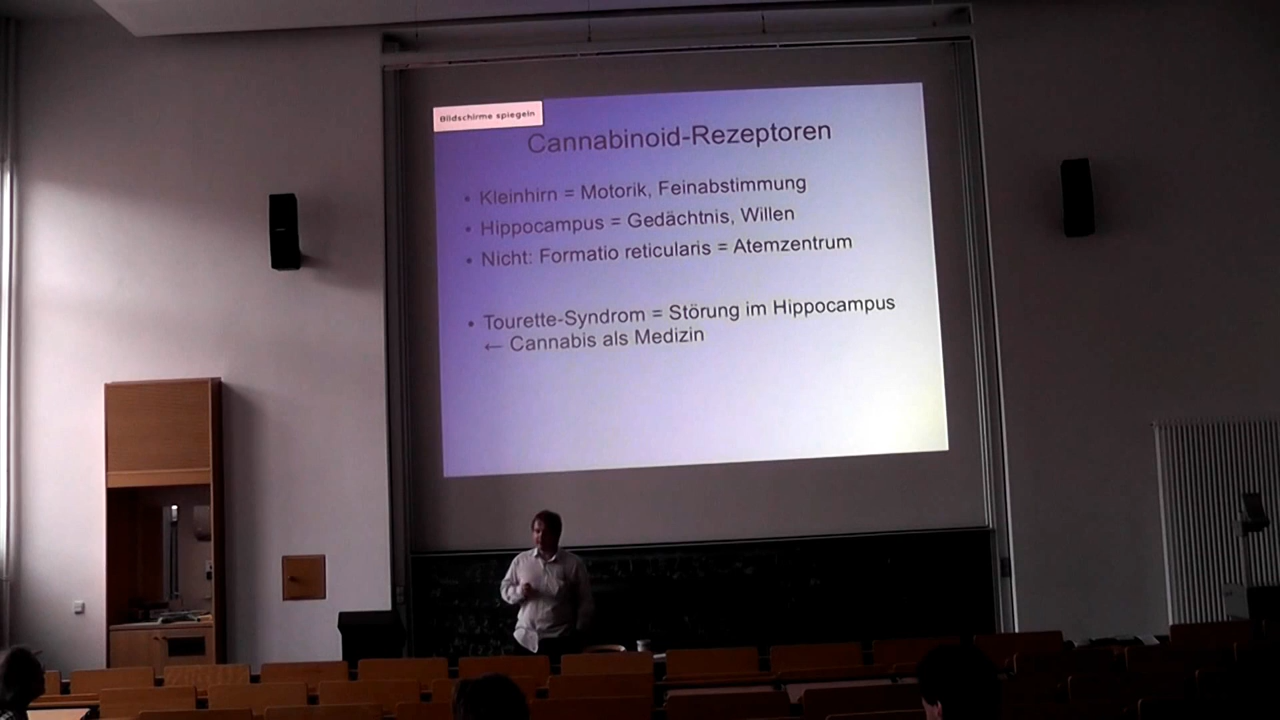 Bildschirme spiegeln
Cannabinoid-Rezeptoren
• Kleinhirn = Motorik, Feinabstimmung
• Hippocampus = Gedächtnis, Willen
• Nicht: Formatio reticularis = Atemzentrum
• Tourette-Syndrom = Störung im Hippocampus
← Cannabis als Medizin